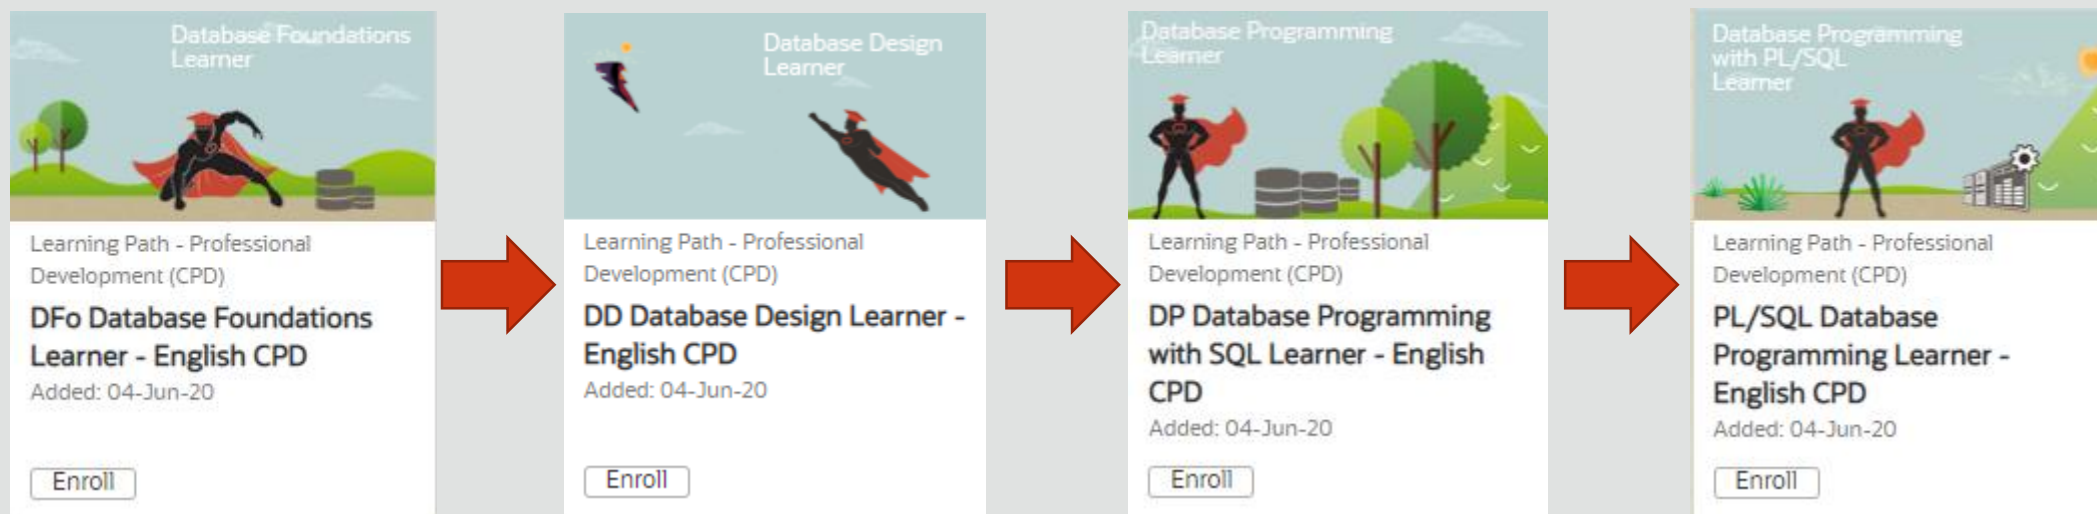 Database Foundations
Learner
Learning Path - Professional
Development (CPD)
DFo Database Foundations
Learner - English CPD
Added: 04-Jun-20
Enroll
Database Design
Learner
Learning Path - Professional
Development (CPD)
DD Database Design Learner -
English CPD
Added: 04-Jun-20
Enroll
Database Programming
Learner
Learning Path - Professional
Development (CPD)
DP Database Programming
with SQL Learner - English
CPD
Added: 04-Jun-20
Enroll
Database Programming
with PL/SQL
Learner
Learning Path - Professional
Development (CPD)
PL/SQL Database
Programming Learner -
English CPD
Added: 04-Jun-20
Enroll